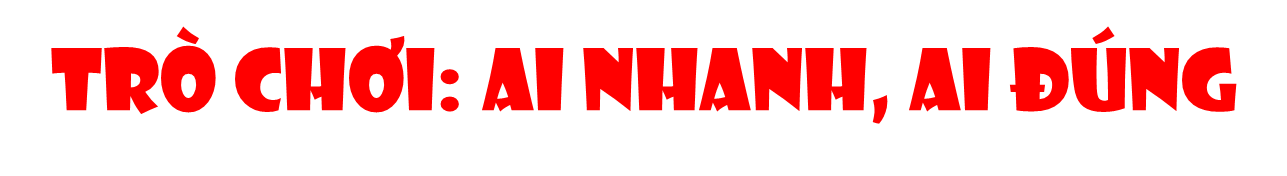 TRÒ CHƠI: AI NHANH, AI ĐÚNG